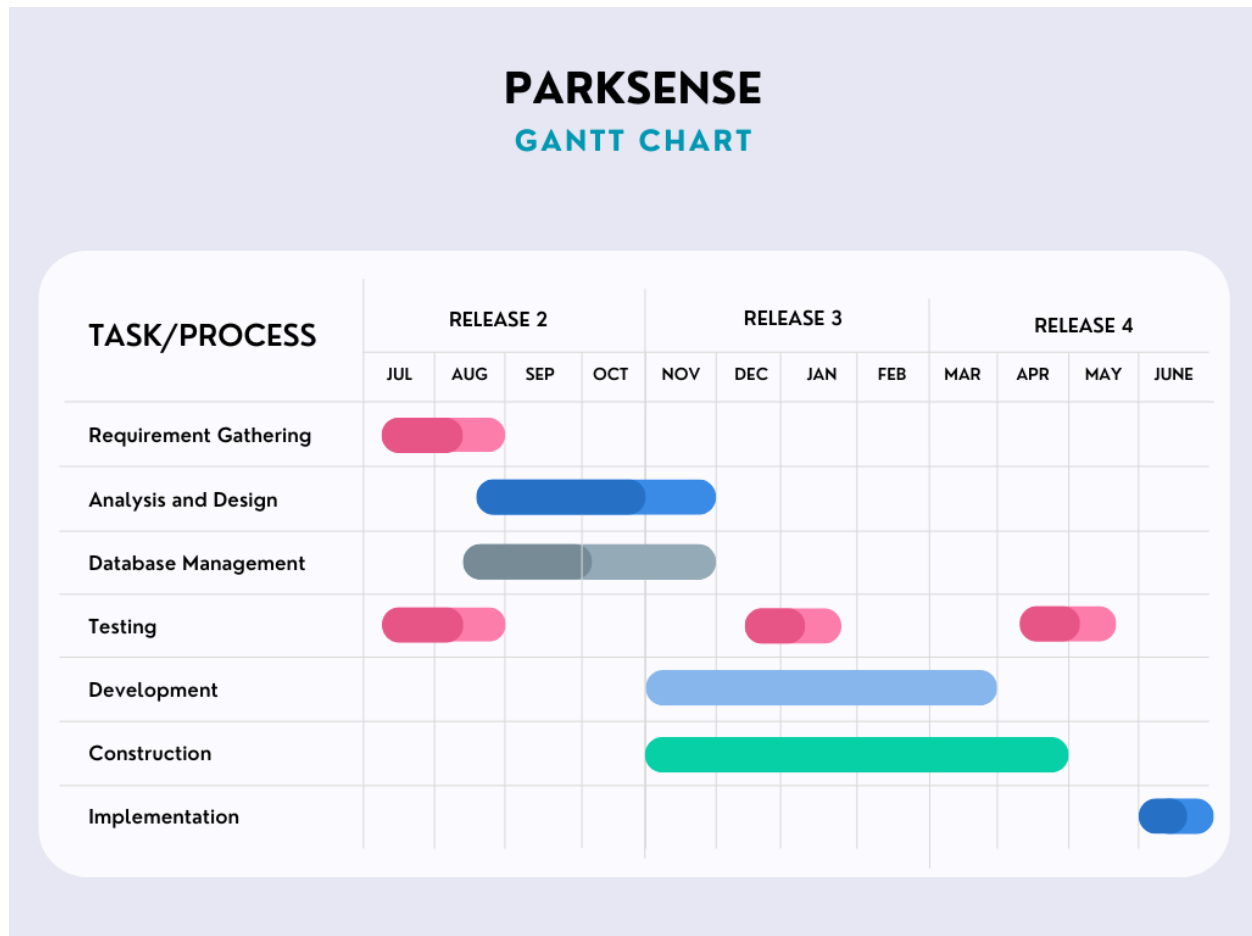 PARKSENSE
GANTT CHART
TASK/PROCESS
RELEASE 2
RELEASE 3
RELEASE 4
JUL AUG SEP OCT NOV DEC JAN FEB MAR APR MAY JUNE
Requirement Gathering
Analysis and Design
Database Management
Testing
Development
Construction
Implementation